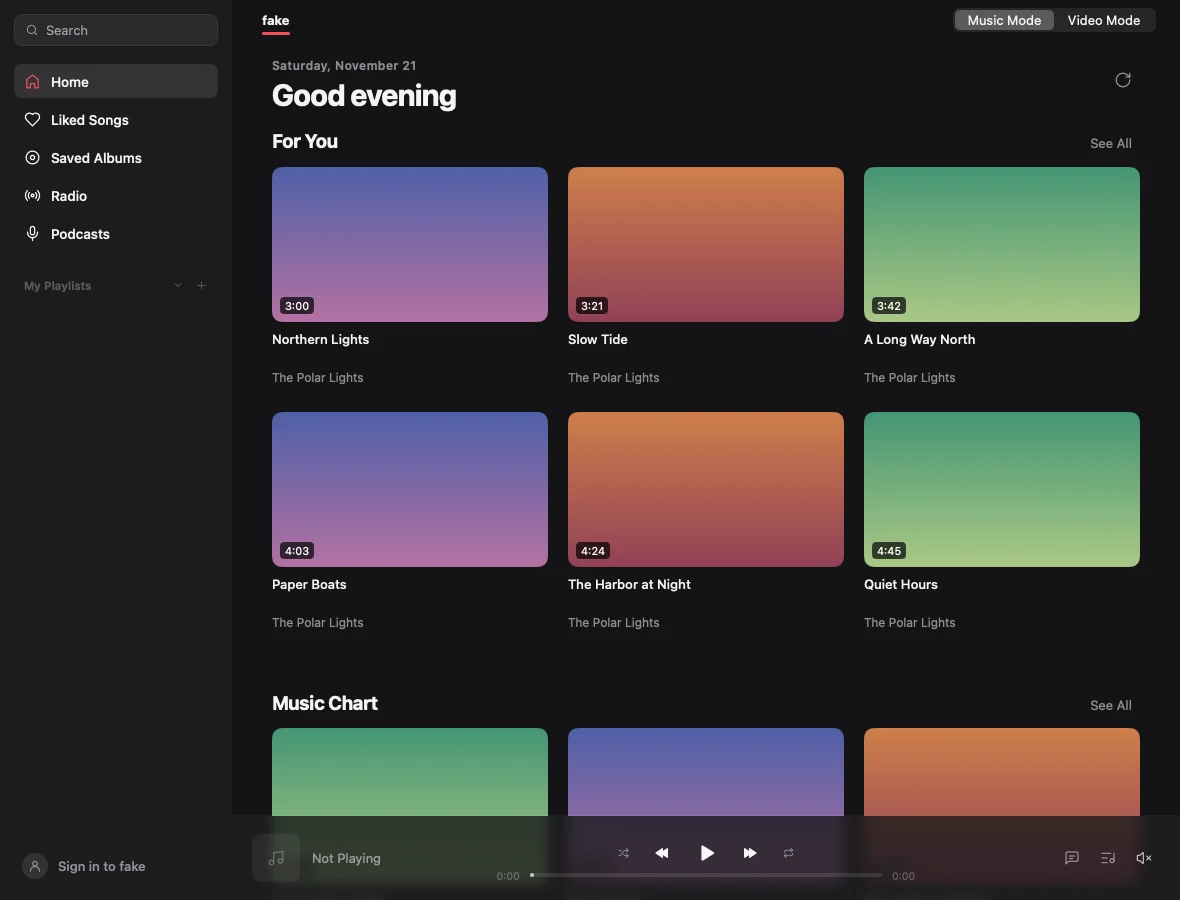 Search
Home
Liked Songs
Saved Albums
Radio
Podcasts
My Playlists
Sign in to fake
fake
Music Mode
Video Mode
Saturday, November 21
Good evening
For You
See All
3:00
3:21
3:42
Northern Lights
Slow Tide
A Long Way North
The Polar Lights
The Polar Lights
The Polar Lights
4:03
4:24
4:45
Paper Boats
The Harbor at Night
Quiet Hours
The Polar Lights
The Polar Lights
The Polar Lights
Music Chart
See All
Not Playing
0:00
0:00